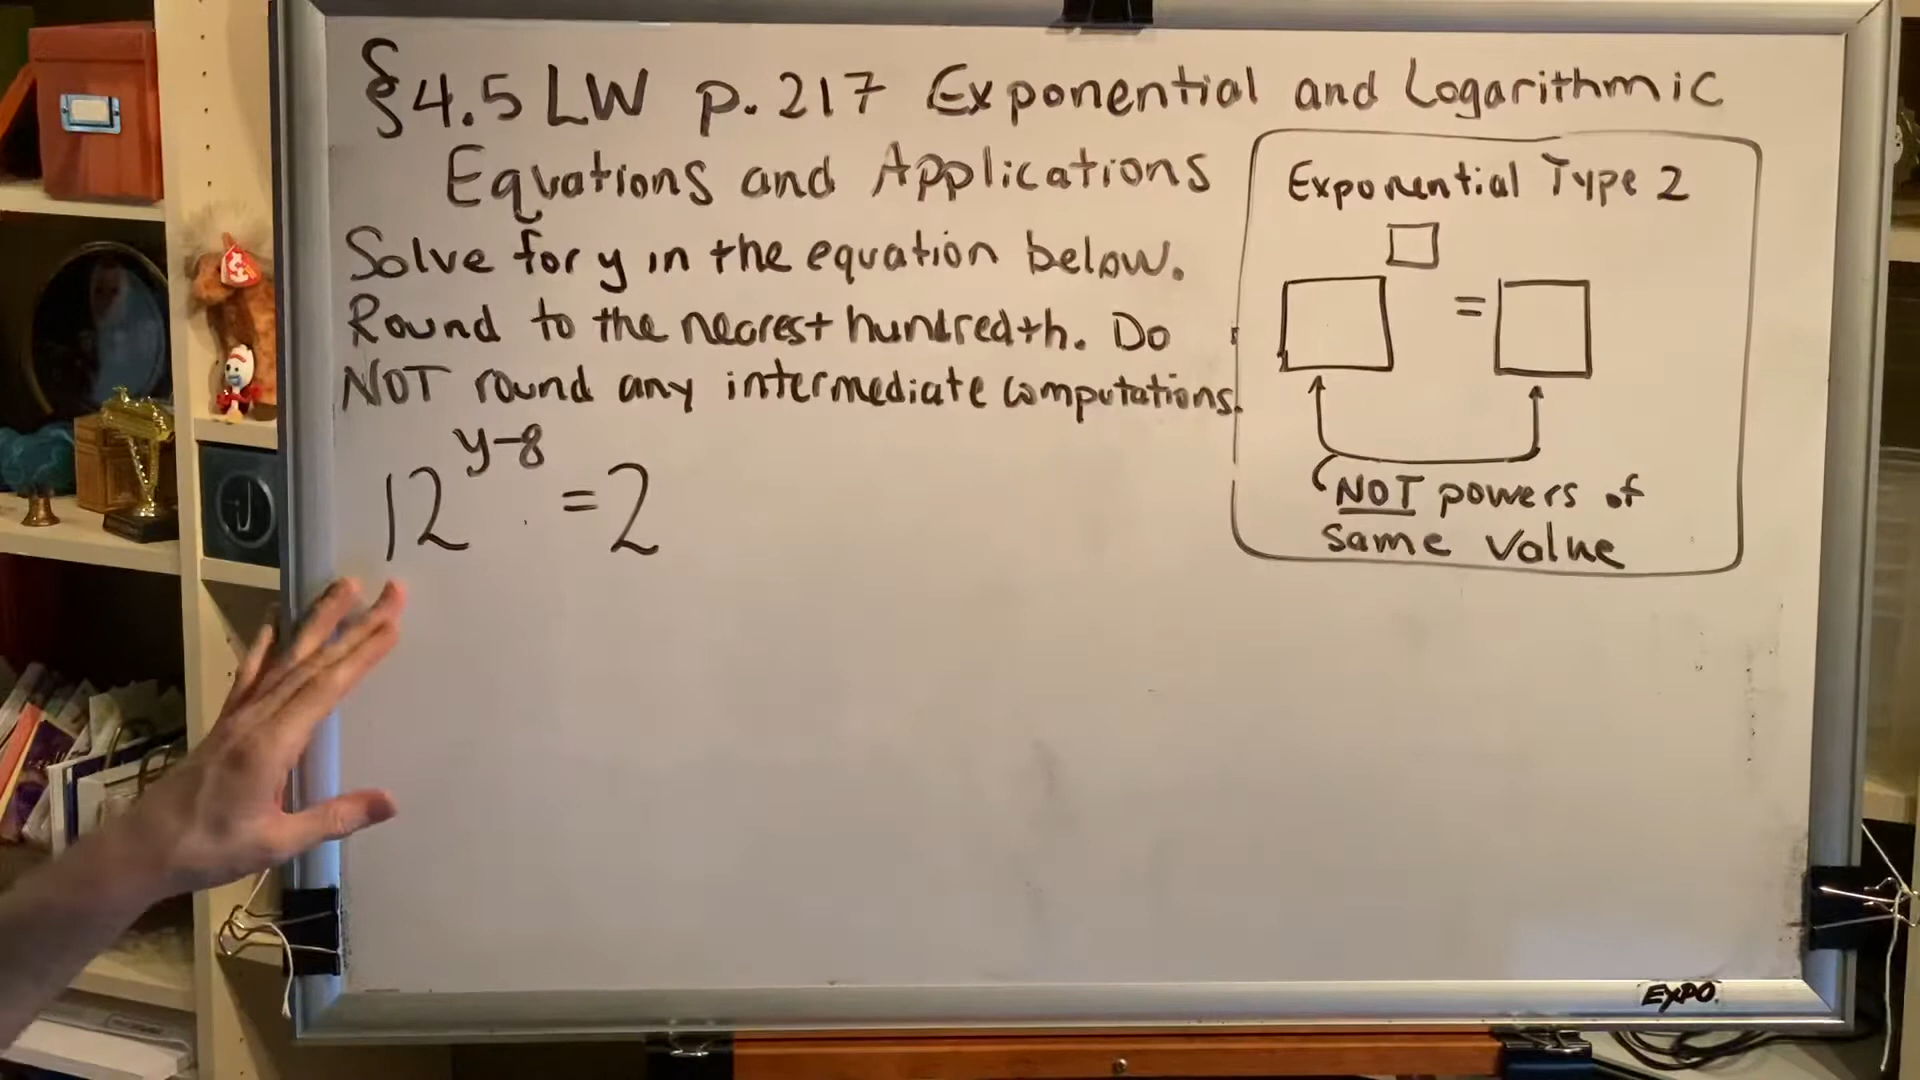 §4.5 LW p. 217 Exponential and Logarithmic
Equations and Applications
Solve for y in the equation below.
Round to the nearest hundredth. Do
NOT round any intermediate computations.
12^{y-8} = 2
Exponential Type 2
=
NOT powers of
same value
EXPO